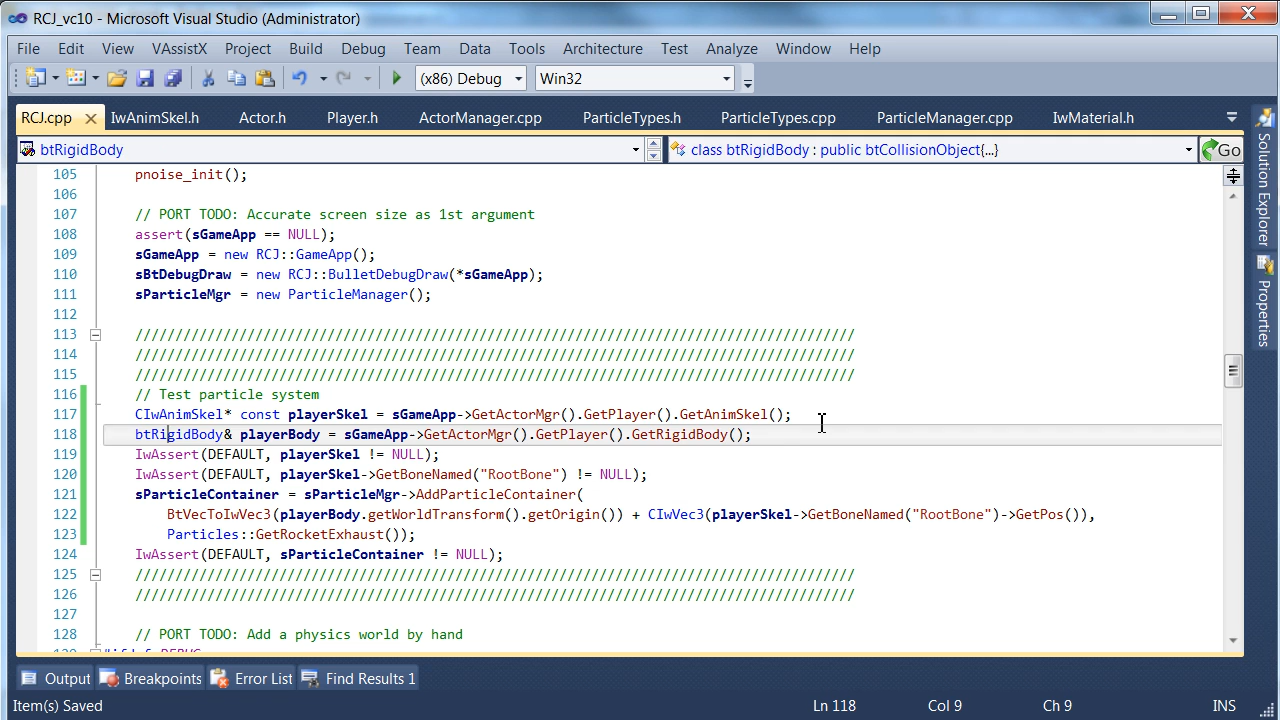 RCJ_vc10 - Microsoft Visual Studio (Administrator)
File Edit View VAssistX Project Build Debug Team Data Tools Architecture Test Analyze Window Help
(x86) Debug Win32
RCJ.cpp IwAnimSkel.h Actor.h Player.h ActorManager.cpp ParticleTypes.h ParticleTypes.cpp ParticleManager.cpp IwMaterial.h
btRigidBody class btRigidBody : public btCollisionObject{...} Go
105 pnoise_init();
106
107 // PORT TODO: Accurate screen size as 1st argument
108 assert(sGameApp == NULL);
109 sGameApp = new RCJ::GameApp();
110 sBtDebugDraw = new RCJ::BulletDebugDraw(*sGameApp);
111 sParticleMgr = new ParticleManager();
112
113 //////////////////////////////////////////////////////////////////////////////////////////
114 //////////////////////////////////////////////////////////////////////////////////////////
115 //////////////////////////////////////////////////////////////////////////////////////////
116 // Test particle system
117 CIwAnimSkel* const playerSkel = sGameApp->GetActorMgr().GetPlayer().GetAnimSkel();
118 btRigidBody& playerBody = sGameApp->GetActorMgr().GetPlayer().GetRigidBody();
119 IwAssert(DEFAULT, playerSkel != NULL);
120 IwAssert(DEFAULT, playerSkel->GetBoneNamed("RootBone") != NULL);
121 sParticleContainer = sParticleMgr->AddParticleContainer(
122 BtVecToIwVec3(playerBody.getWorldTransform().getOrigin()) + CIwVec3(playerSkel->GetBoneNamed("RootBone")->GetPos()),
123 Particles::GetRocketExhaust());
124 IwAssert(DEFAULT, sParticleContainer != NULL);
125 //////////////////////////////////////////////////////////////////////////////////////////
126 //////////////////////////////////////////////////////////////////////////////////////////
127
128 // PORT TODO: Add a physics world by hand
Solution Explorer
Properties
Output Breakpoints Error List Find Results 1
Item(s) Saved Ln 118 Col 9 Ch 9 INS